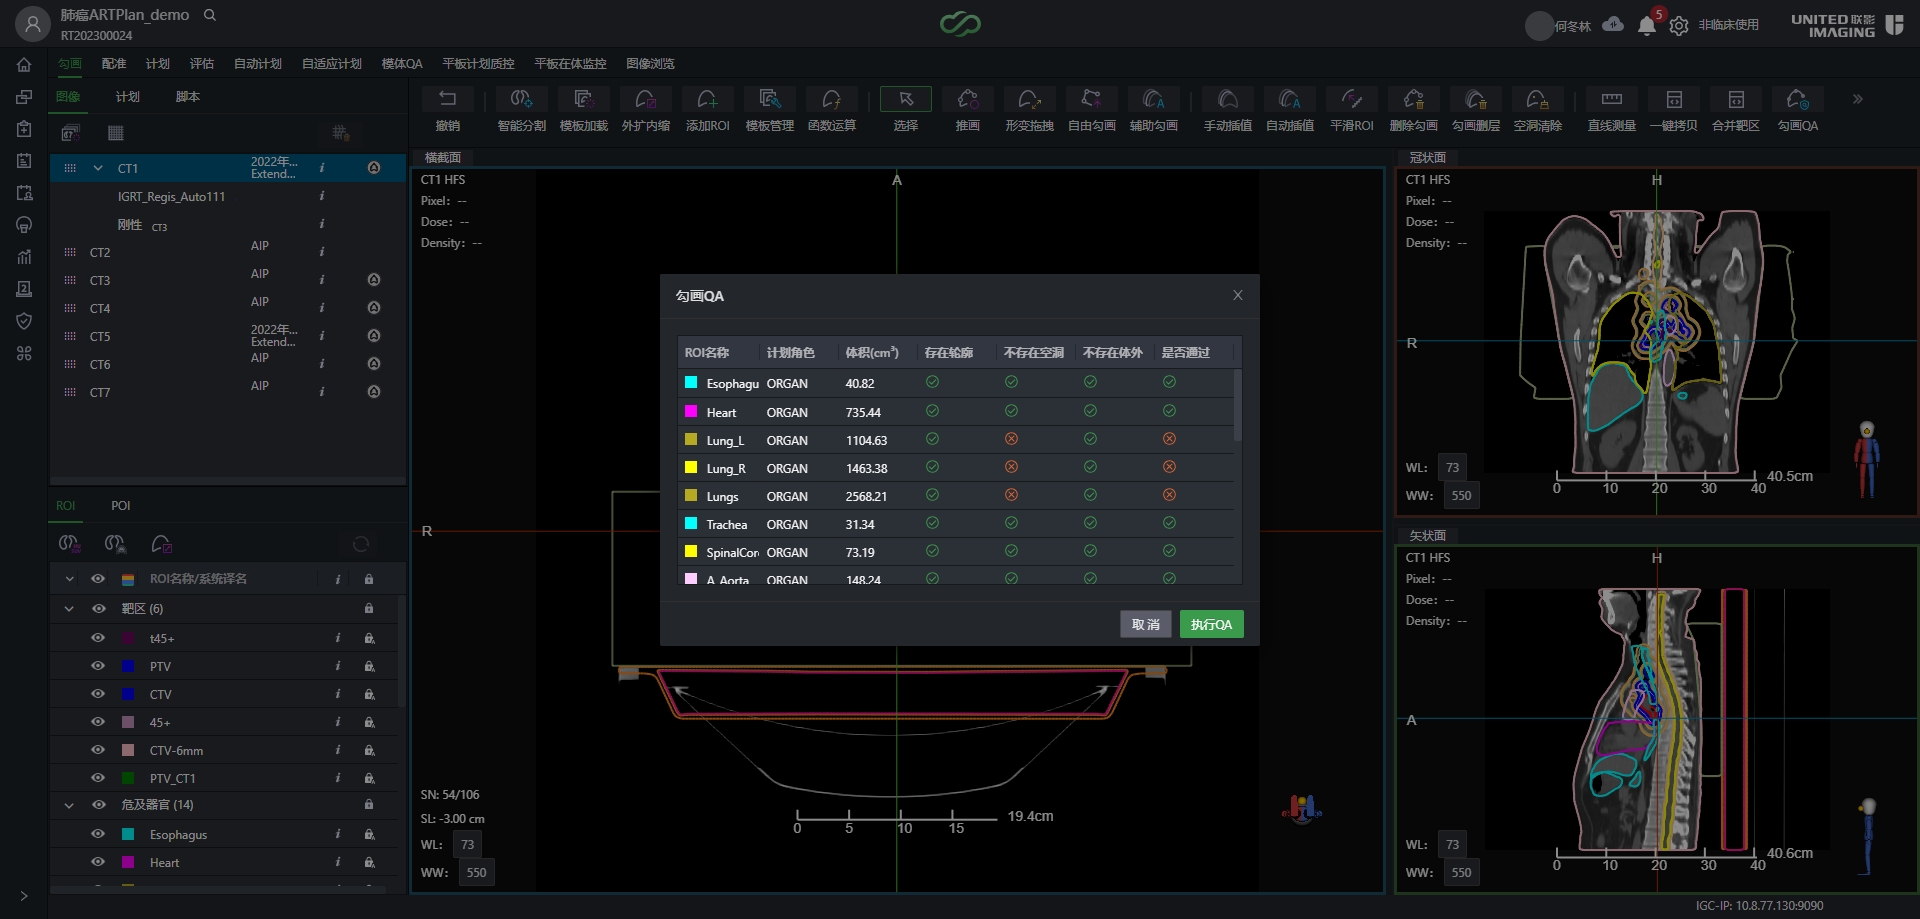 肺癌ARTPlan_demo
RT202300024
何冬林
5
非临床使用
UNITED 联影
IMAGING
勾画 配准 计划 评估 自动计划 自适应计划 模体QA 平板计划质控 平板在体监控 图像浏览
图像 计划 脚本
撤销 智能分割 模板加载 外扩内缩 添加ROI 模板管理 函数运算 选择 推画 形变拖拽 自由勾画 辅助勾画 手动插值 自动插值 平滑ROI 删除勾画 勾画删层 空洞清除 直线测量 一键拷贝 合并靶区 勾画QA
CT1 2022年... Extend...
IGRT_Regis_Auto111
刚性 CT3
CT2 AIP
CT3 AIP
CT4 AIP
CT5 2022年... Extend...
CT6 AIP
CT7 AIP
ROI POI
ROI名称/系统译名
靶区 (6)
t45+
PTV
CTV
45+
CTV-6mm
PTV_CT1
危及器官 (14)
Esophagus
Heart
横截面
CT1 HFS
Pixel: --
Dose: --
Density: --
A
R
SN: 54/106
SL: -3.00 cm
WL: 73
WW: 550
0 5 10 15 19.4cm
勾画QA
ROI名称 计划角色 体积(cm³) 存在轮廓 不存在空洞 不存在体外 是否通过
Esophagu ORGAN 40.82
Heart ORGAN 735.44
Lung_L ORGAN 1104.63
Lung_R ORGAN 1463.38
Lungs ORGAN 2568.21
Trachea ORGAN 31.34
SpinalCor ORGAN 73.19
A_Aorta ORGAN 148.24
取消 执行QA
冠状面
CT1 HFS
Pixel: --
Dose: --
Density: --
H
R
WL: 73
WW: 550
0 10 20 30 40 40.5cm
矢状面
CT1 HFS
Pixel: --
Dose: --
Density: --
H
A
WL: 73
WW: 550
0 10 20 30 40 40.6cm
IGC-IP: 10.8.77.130:9090